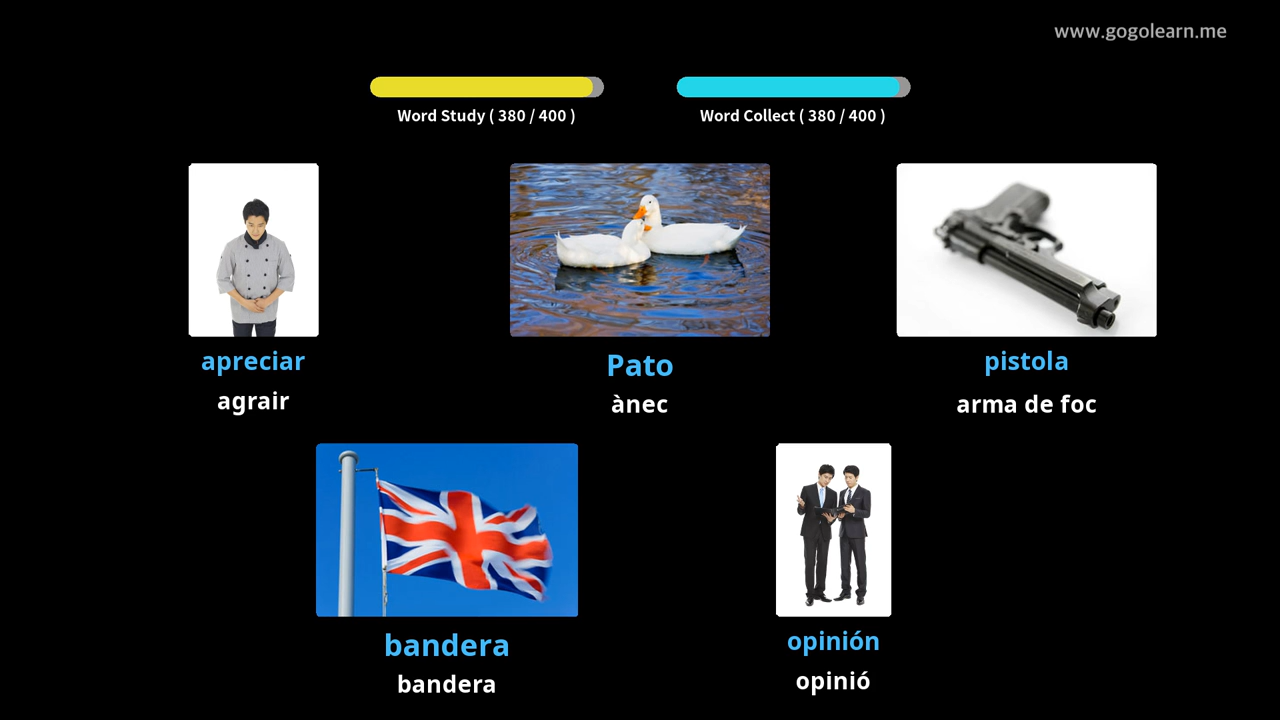 www.gogolearn.me
Word Study ( 380 / 400 )
Word Collect ( 380 / 400 )
apreciar
agrair
Pato
ànec
pistola
arma de foc
bandera
bandera
opinión
opinió